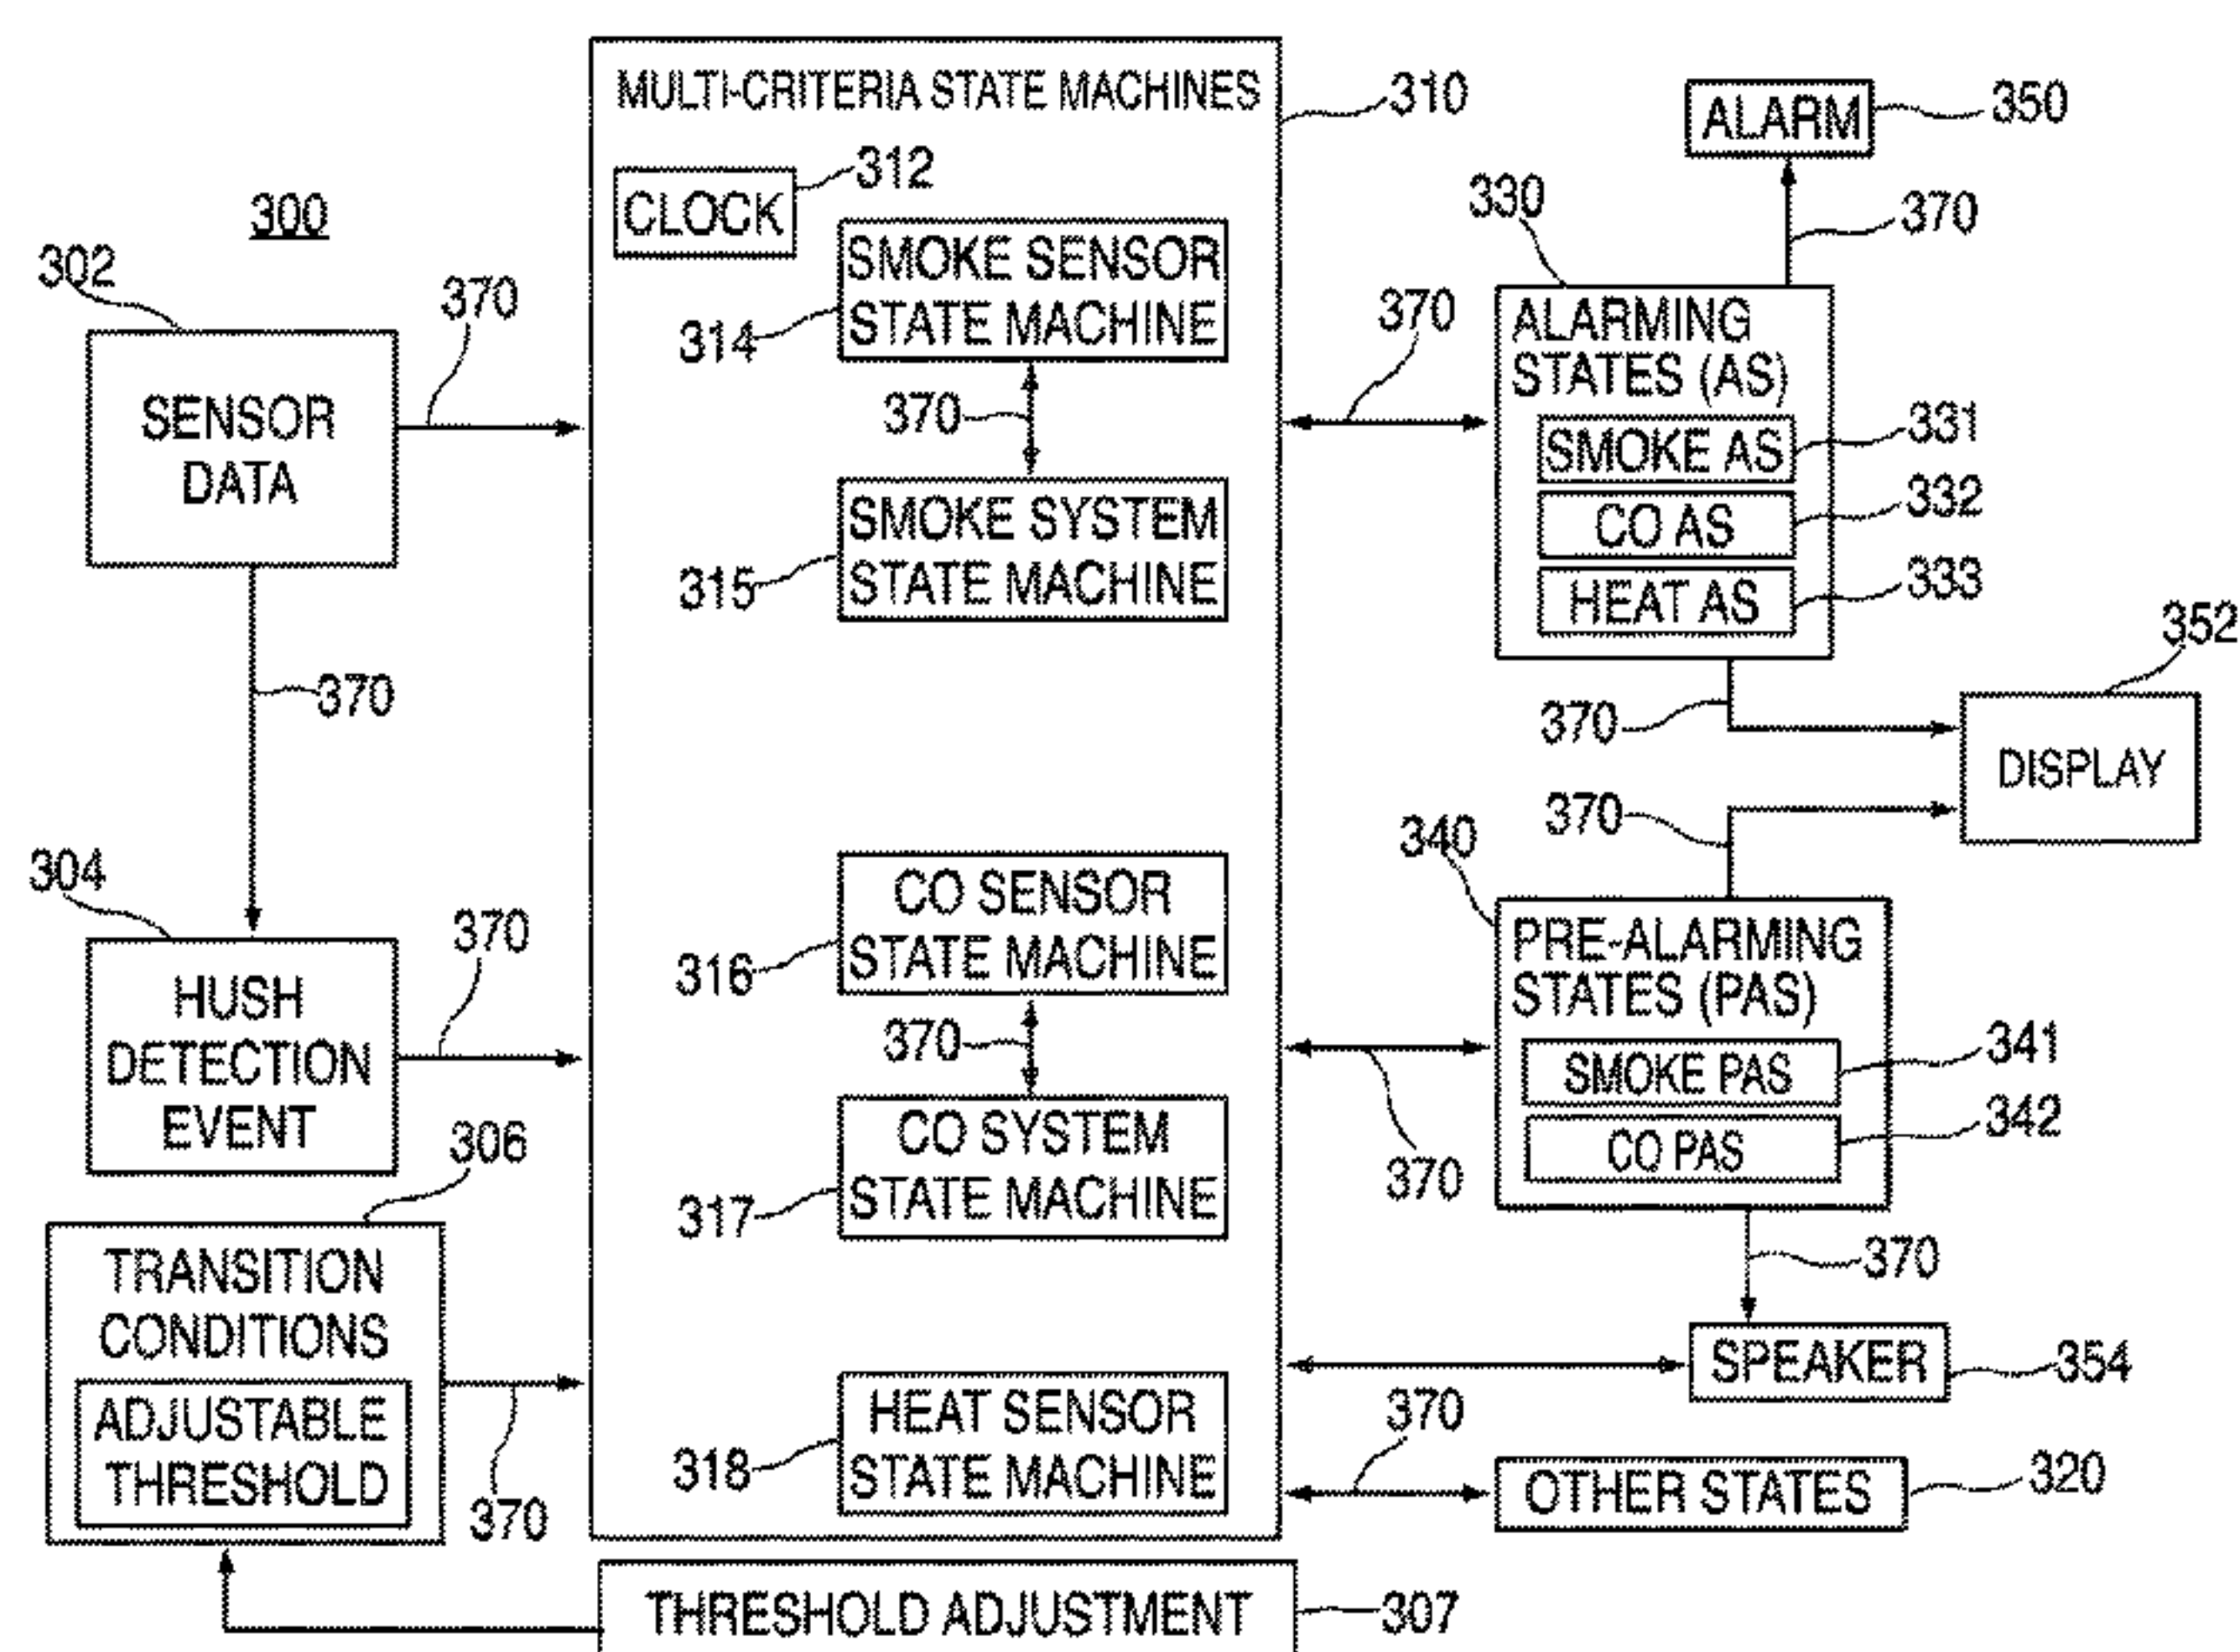 300
302
SENSOR
DATA
370
370
304
HUSH
DETECTION
EVENT
370
306
TRANSITION
CONDITIONS
ADJUSTABLE
THRESHOLD
370
MULTI-CRITERIA STATE MACHINES
310
CLOCK
312
SMOKE SENSOR
STATE MACHINE
314
370
SMOKE SYSTEM
STATE MACHINE
315
CO SENSOR
STATE MACHINE
316
370
CO SYSTEM
STATE MACHINE
317
HEAT SENSOR
STATE MACHINE
318
THRESHOLD ADJUSTMENT
307
ALARM
350
370
330
370
ALARMING
STATES (AS)
SMOKE AS
331
CO AS
332
HEAT AS
333
370
352
DISPLAY
370
340
PRE-ALARMING
STATES (PAS)
SMOKE PAS
341
CO PAS
342
370
370
SPEAKER
354
370
OTHER STATES
320